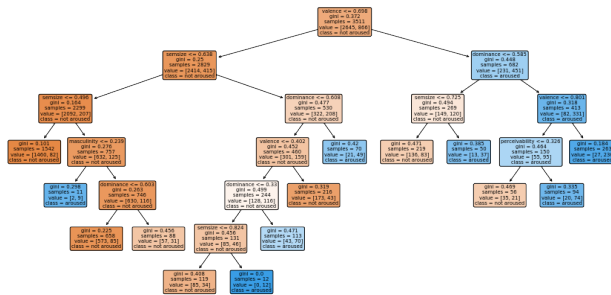 valence <= 0.698
gini = 0.372
samples = 3511
value = [2645, 866]
class = not aroused
semsize <= 0.638
gini = 0.25
samples = 2829
value = [2414, 415]
class = not aroused
dominance <= 0.585
gini = 0.448
samples = 682
value = [231, 451]
class = aroused
semsize <= 0.496
gini = 0.164
samples = 2299
value = [2092, 207]
class = not aroused
dominance <= 0.608
gini = 0.477
samples = 530
value = [322, 208]
class = not aroused
semsize <= 0.725
gini = 0.494
samples = 269
value = [149, 120]
class = not aroused
valence <= 0.801
gini = 0.318
samples = 413
value = [82, 331]
class = aroused
gini = 0.101
samples = 1542
value = [1460, 82]
class = not aroused
masculinity <= 0.239
gini = 0.276
samples = 757
value = [632, 125]
class = not aroused
valence <= 0.402
gini = 0.452
samples = 460
value = [301, 159]
class = not aroused
gini = 0.42
samples = 70
value = [21, 49]
class = aroused
gini = 0.471
samples = 219
value = [136, 83]
class = not aroused
gini = 0.385
samples = 50
value = [13, 37]
class = aroused
perceivability <= 0.328
gini = 0.464
samples = 150
value = [55, 95]
class = aroused
gini = 0.184
samples = 263
class = aroused
gini = 0.298
samples = 11
value = [2, 9]
class = aroused
dominance <= 0.603
gini = 0.263
samples = 746
value = [630, 116]
class = not aroused
dominance <= 0.33
gini = 0.499
samples = 244
value = [128, 116]
class = not aroused
gini = 0.319
samples = 216
value = [173, 43]
class = not aroused
gini = 0.469
samples = 56
value = [35, 21]
class = not aroused
gini = 0.335
samples = 94
value = [20, 74]
class = aroused
gini = 0.225
samples = 658
value = [573, 85]
class = not aroused
gini = 0.456
samples = 88
value = [57, 31]
class = not aroused
semsize <= 0.824
gini = 0.456
samples = 131
value = [85, 46]
class = not aroused
gini = 0.471
samples = 113
value = [43, 70]
class = aroused
gini = 0.408
samples = 119
value = [85, 34]
class = not aroused
gini = 0.0
samples = 12
value = [0, 12]
class = aroused